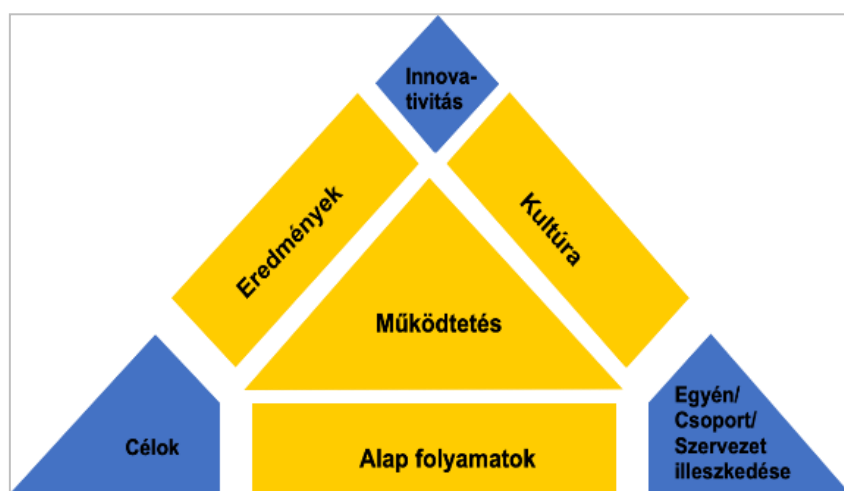 Innova-
tivitás
Eredmények
Kultúra
Működtetés
Célok
Alap folyamatok
Egyén/
Csoport/
Szervezet
illeszkedése